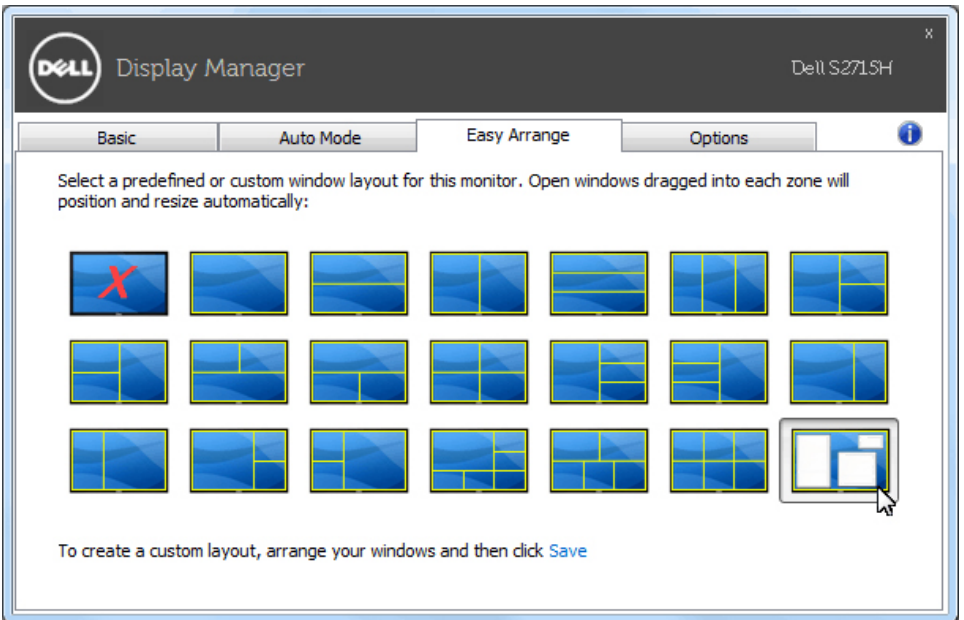 x
DELL
Display Manager
Dell S2715H
Basic
Auto Mode
Easy Arrange
Options
i
Select a predefined or custom window layout for this monitor. Open windows dragged into each zone will
position and resize automatically:
X
To create a custom layout, arrange your windows and then click Save